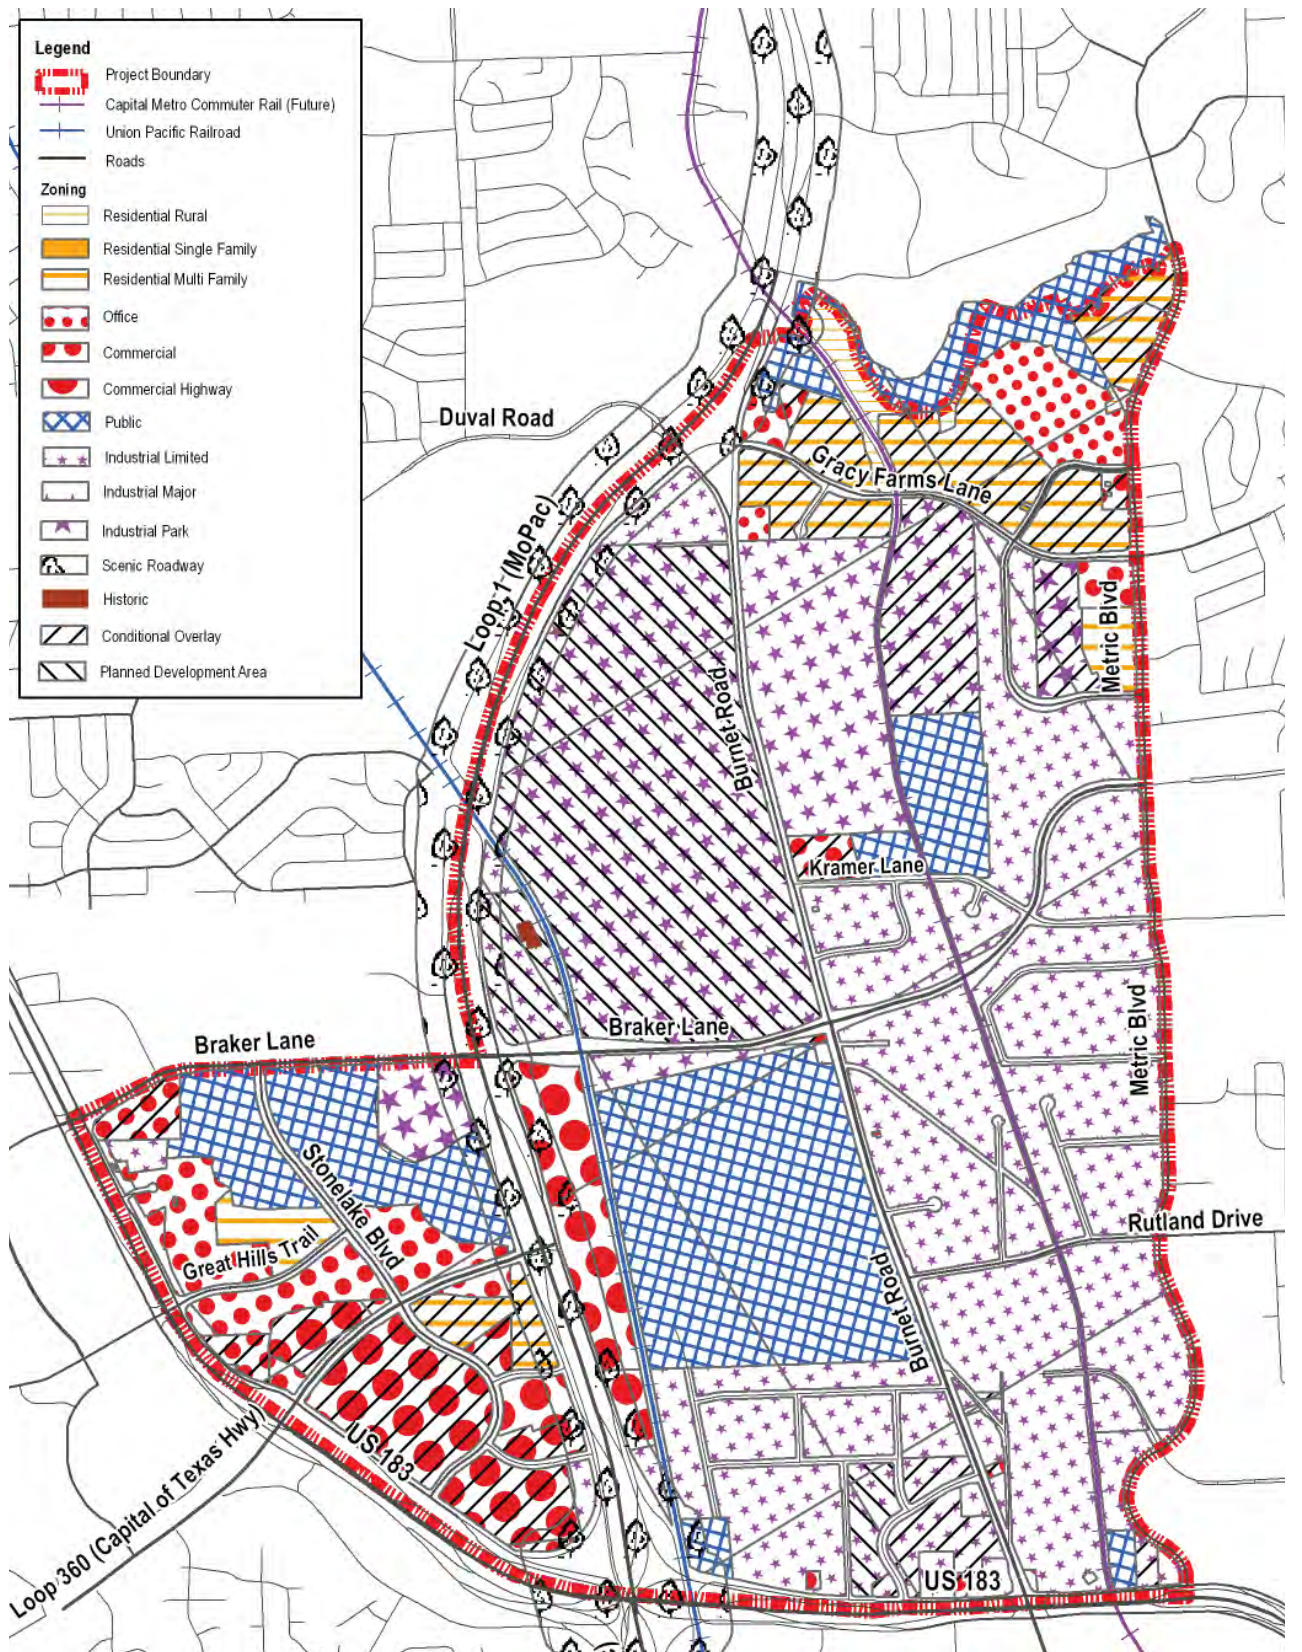 Legend
Project Boundary
Capital Metro Commuter Rail (Future)
Union Pacific Railroad
Roads
Zoning
Residential Rural
Residential Single Family
Residential Multi Family
Office
Commercial
Commercial Highway
Public
Industrial Limited
Industrial Major
Industrial Park
Scenic Roadway
Historic
Conditional Overlay
Planned Development Area
Duval Road
Gracy Farms Lane
Loop 1 (MoPac)
Metric Blvd
Burnet Road
Kramer Lane
Braker Lane
Braker Lane
Metric Blvd
Stonelake Blvd
Great Hills Trail
Rutland Drive
Burnet Road
US 183
Loop 360 (Capital of Texas Hwy)
US 183